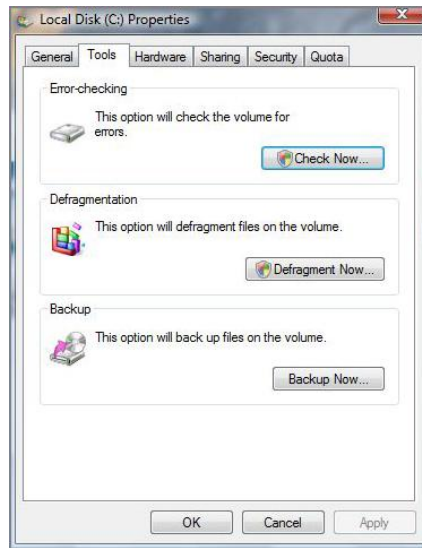 Local Disk (C:) Properties
General Tools Hardware Sharing Security Quota
Error-checking
This option will check the volume for
errors.
Check Now...
Defragmentation
This option will defragment files on the volume.
Defragment Now...
Backup
This option will back up files on the volume.
Backup Now...
OK Cancel Apply